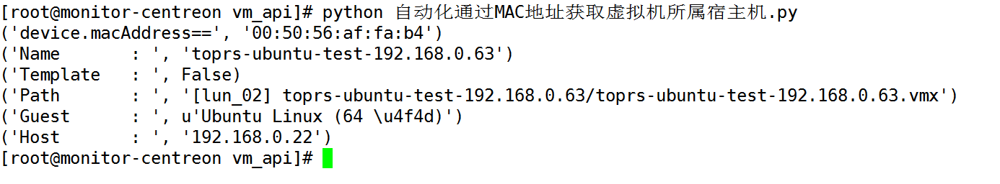 [root@monitor-centreon vm_api]# python 自动化通过MAC地址获取虚拟机所属宿主机.py
('device.macAddress==', '00:50:56:af:fa:b4')
('Name       : ', 'toprs-ubuntu-test-192.168.0.63')
('Template   : ', False)
('Path       : ', '[lun_02] toprs-ubuntu-test-192.168.0.63/toprs-ubuntu-test-192.168.0.63.vmx')
('Guest      : ', u'Ubuntu Linux (64 \u4f4d)')
('Host       : ', '192.168.0.22')
[root@monitor-centreon vm_api]#